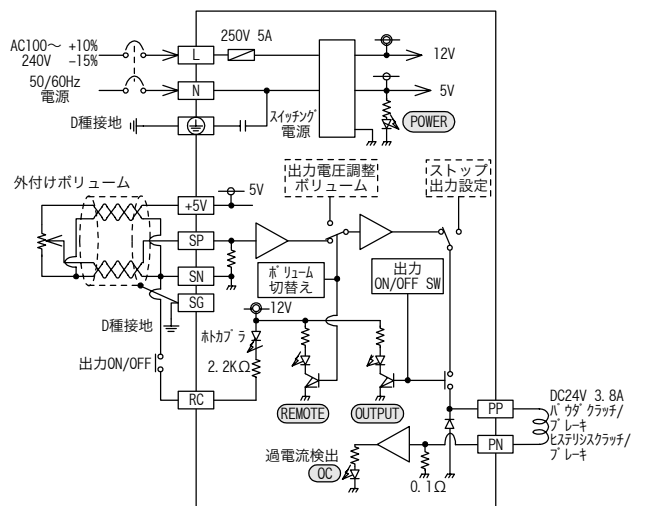 AC100～ +10%
240V −15%
50/60Hz
電源
D種接地
L
N
250V 5A
スイッチング
電源
12V
5V
POWER
外付けボリューム
+5V
SP
SN
SG
RC
5V
出力電圧調整
ボリューム
ストップ
出力設定
ボリューム
切替え
出力
ON/OFF SW
12V
ホトカプラ
2.2KΩ
D種接地
出力ON/OFF
REMOTE
OUTPUT
過電流検出
OC
0.1Ω
PP
PN
DC24V 3.8A
パウダクラッチ/
ブレーキ
ヒステリシスクラッチ/
ブレーキ